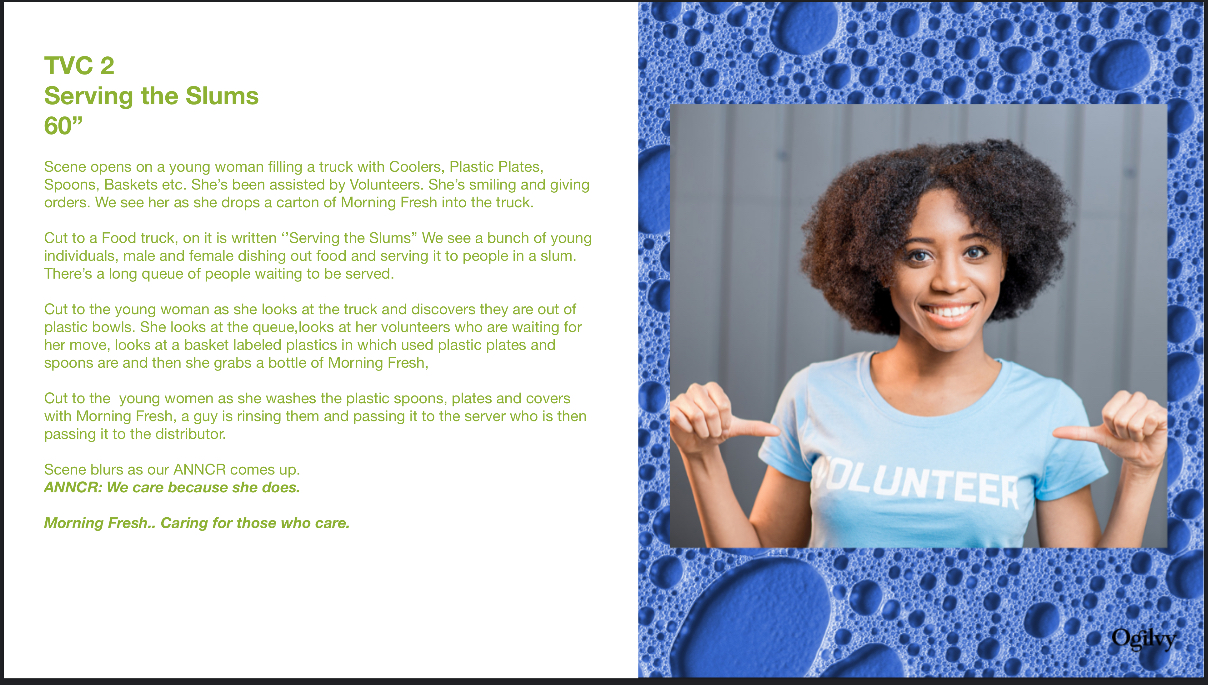 TVC 2
Serving the Slums
60”
Scene opens on a young woman filling a truck with Coolers, Plastic Plates,
Spoons, Baskets etc. She’s been assisted by Volunteers. She’s smiling and giving
orders. We see her as she drops a carton of Morning Fresh into the truck.
Cut to a Food truck, on it is written ‘’Serving the Slums” We see a bunch of young
individuals, male and female dishing out food and serving it to people in a slum.
There’s a long queue of people waiting to be served.
Cut to the young woman as she looks at the truck and discovers they are out of
plastic bowls. She looks at the queue,looks at her volunteers who are waiting for
her move, looks at a basket labeled plastics in which used plastic plates and
spoons are and then she grabs a bottle of Morning Fresh,
Cut to the  young women as she washes the plastic spoons, plates and covers
with Morning Fresh, a guy is rinsing them and passing it to the server who is then
passing it to the distributor.
Scene blurs as our ANNCR comes up.
ANNCR: We care because she does.
Morning Fresh.. Caring for those who care.
VOLUNTEER
Ogilvy